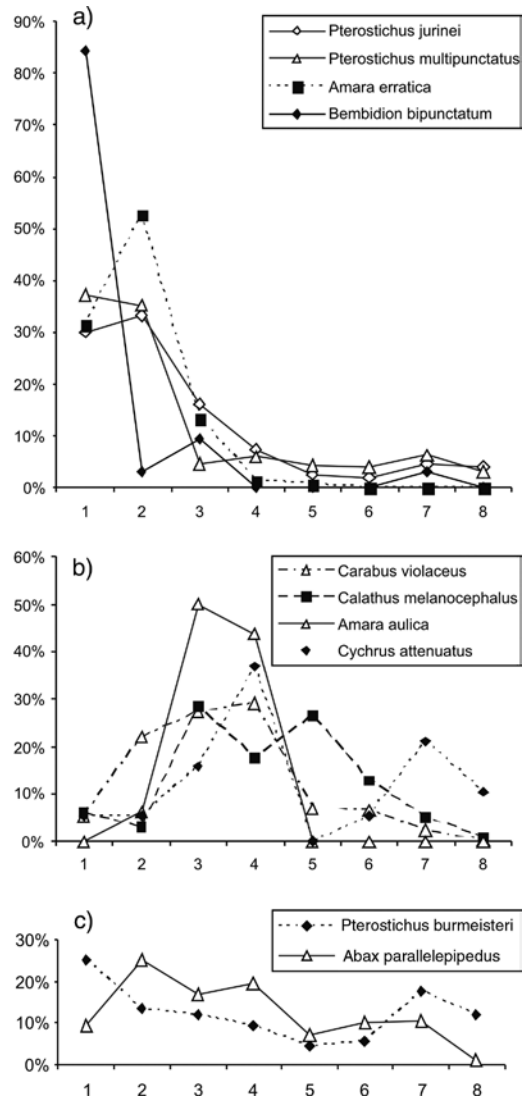 a)
90%
80%
70%
60%
50%
40%
30%
20%
10%
0%
Pterostichus jurinei
Pterostichus multipunctatus
Amara erratica
Bembidion bipunctatum
1 2 3 4 5 6 7 8
b)
60%
50%
40%
30%
20%
10%
0%
Carabus violaceus
Calathus melanocephalus
Amara aulica
Cychrus attenuatus
1 2 3 4 5 6 7 8
c)
30%
20%
10%
0%
Pterostichus burmeisteri
Abax parallelepipedus
1 2 3 4 5 6 7 8